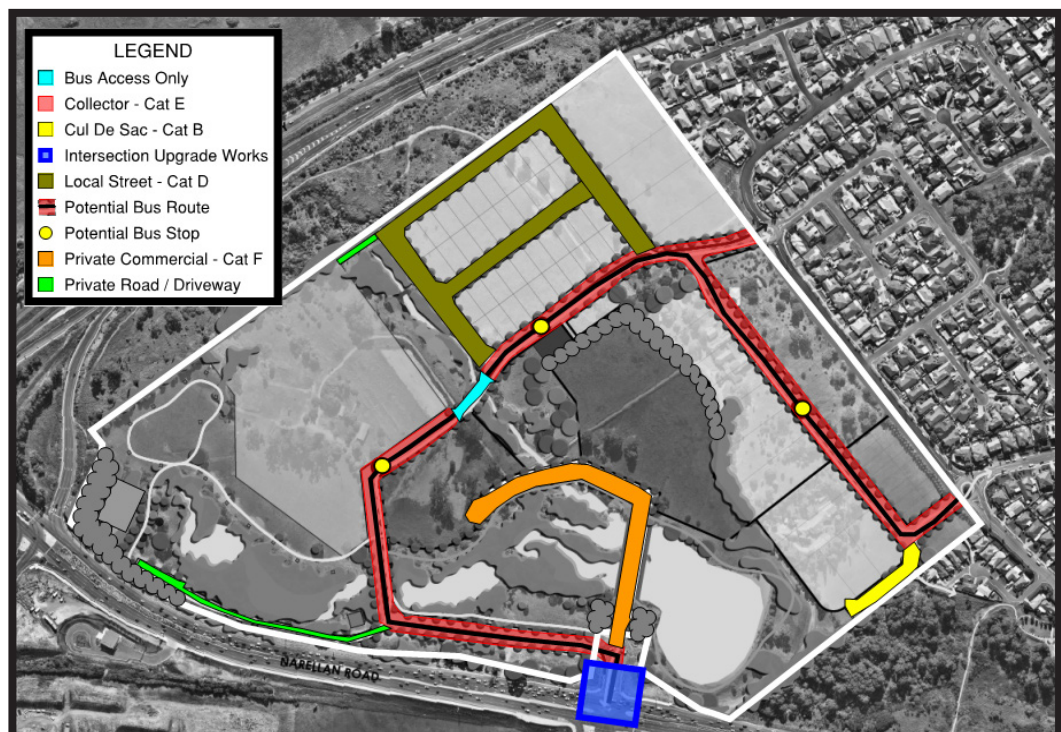 LEGEND
Bus Access Only
Collector - Cat E
Cul De Sac - Cat B
Intersection Upgrade Works
Local Street - Cat D
Potential Bus Route
Potential Bus Stop
Private Commercial - Cat F
Private Road / Driveway
NARELLAN ROAD